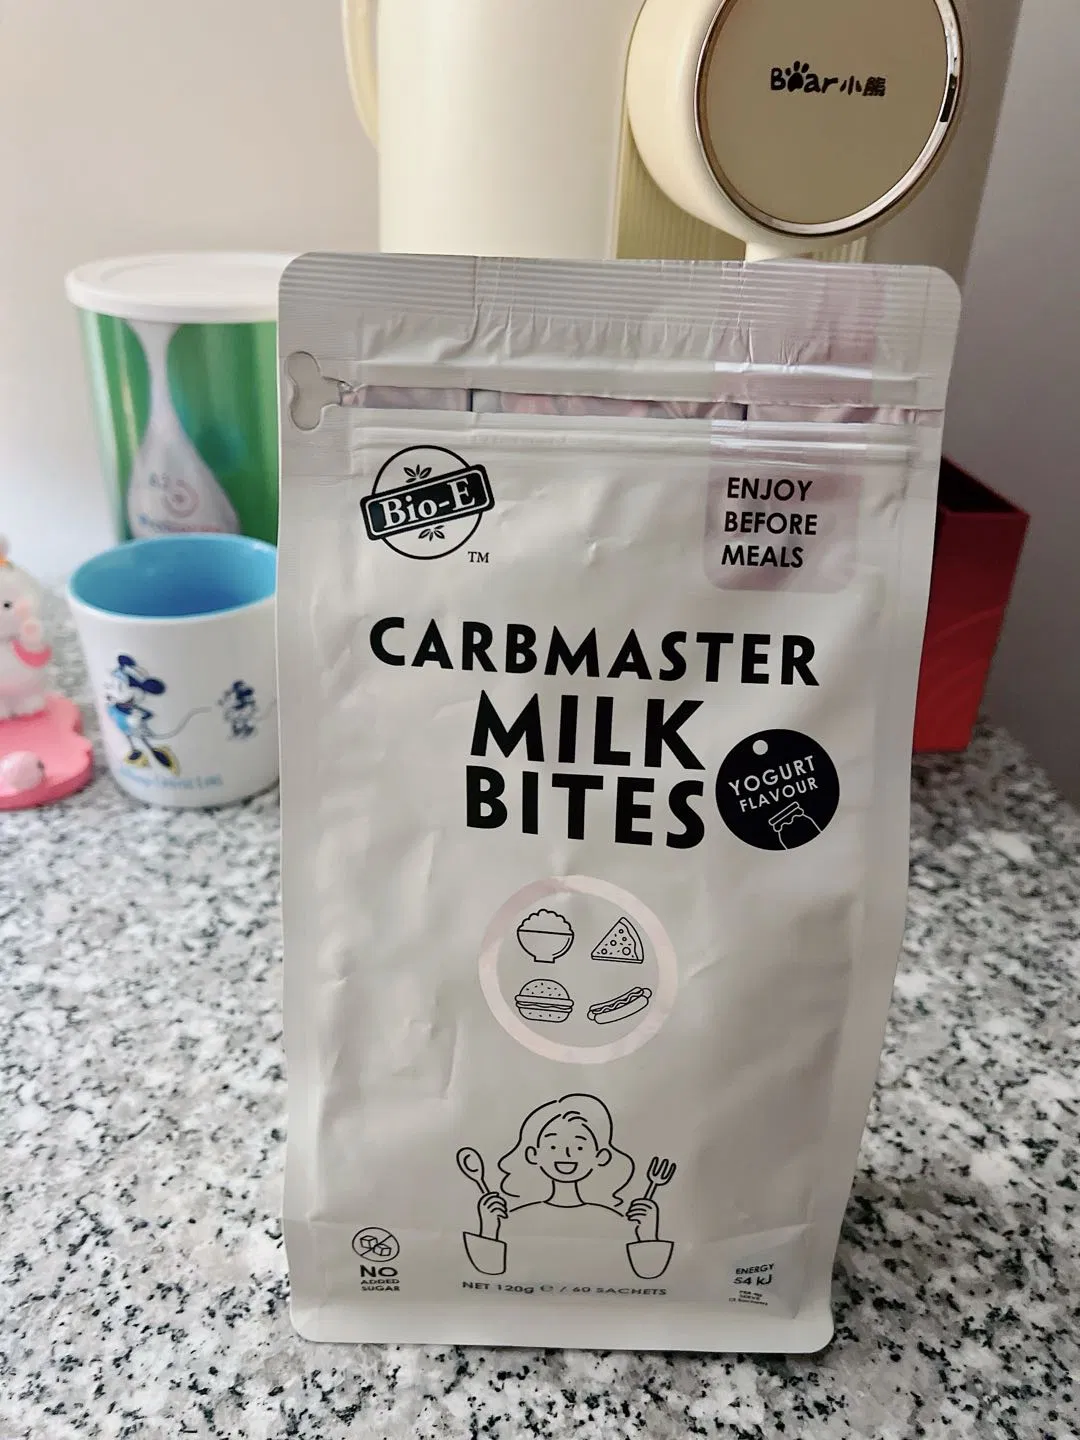 Bear小熊
Bio-E
TM
ENJOY
BEFORE
MEALS
CARBMASTER
MILK
BITES
YOGURT
FLAVOUR
NO
ADDED
SUGAR
NET 120g ℮ / 60 SACHETS
ENERGY
54 kJ